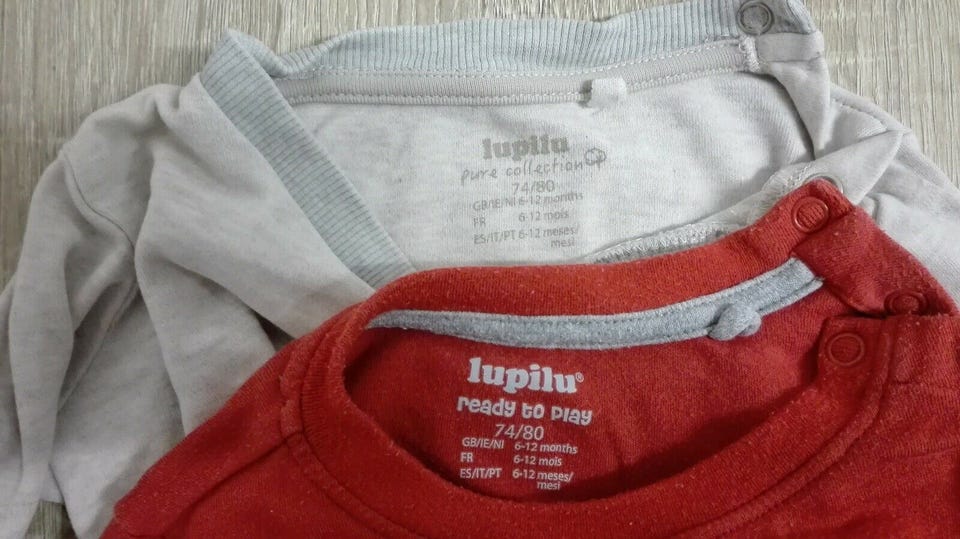 lupilu
pure collection
74/80
GB/IE/NI 6-12 months
FR 6-12 mois
ES/IT/PT 6-12 meses/
mesi
lupilu®
ready to play
74/80
GB/IE/NI 6-12 months
FR 6-12 mois
ES/IT/PT 6-12 meses/
mesi